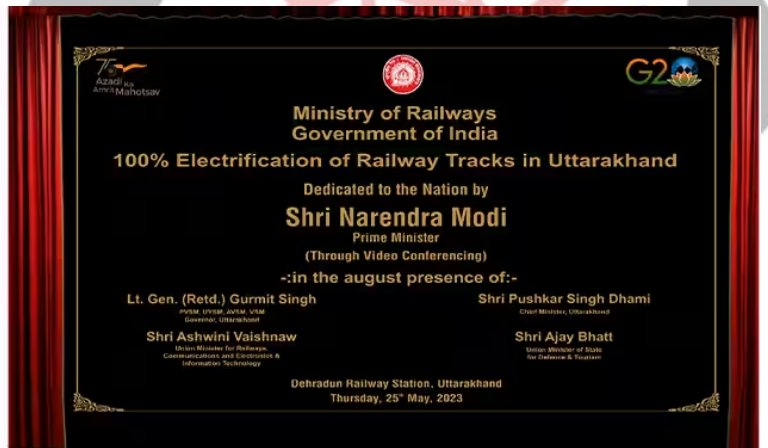 75
Azadi Ka
Amrit Mahotsav
G20
Ministry of Railways
Government of India
100% Electrification of Railway Tracks in Uttarakhand
Dedicated to the Nation by
Shri Narendra Modi
Prime Minister
(Through Video Conferencing)
-:in the august presence of:-
Lt. Gen. (Retd.) Gurmit Singh
PVSM, UYSM, AVSM, VSM
Governor, Uttarakhand
Shri Pushkar Singh Dhami
Chief Minister, Uttarakhand
Shri Ashwini Vaishnaw
Union Minister for Railways,
Communications and Electronics &
Information Technology
Shri Ajay Bhatt
Union Minister of State
for Defence & Tourism
Dehradun Railway Station, Uttarakhand
Thursday, 25th May, 2023